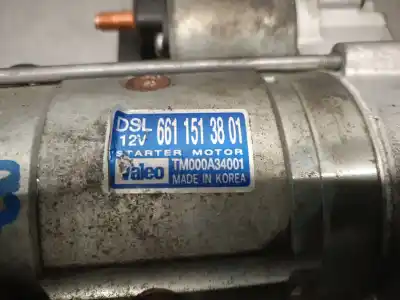 DSL 661 151 38 01
12V
STARTER MOTOR
Valeo TM000A34001
MADE IN KOREA